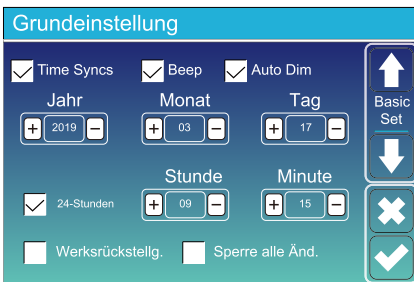 Grundeinstellung
Time Syncs Beep Auto Dim
Jahr Monat Tag
+ 2019 − + 03 − + 17 −
Basic
Set
Stunde Minute
24-Stunden + 09 − + 15 −
Werksrückstellg. Sperre alle Änd.